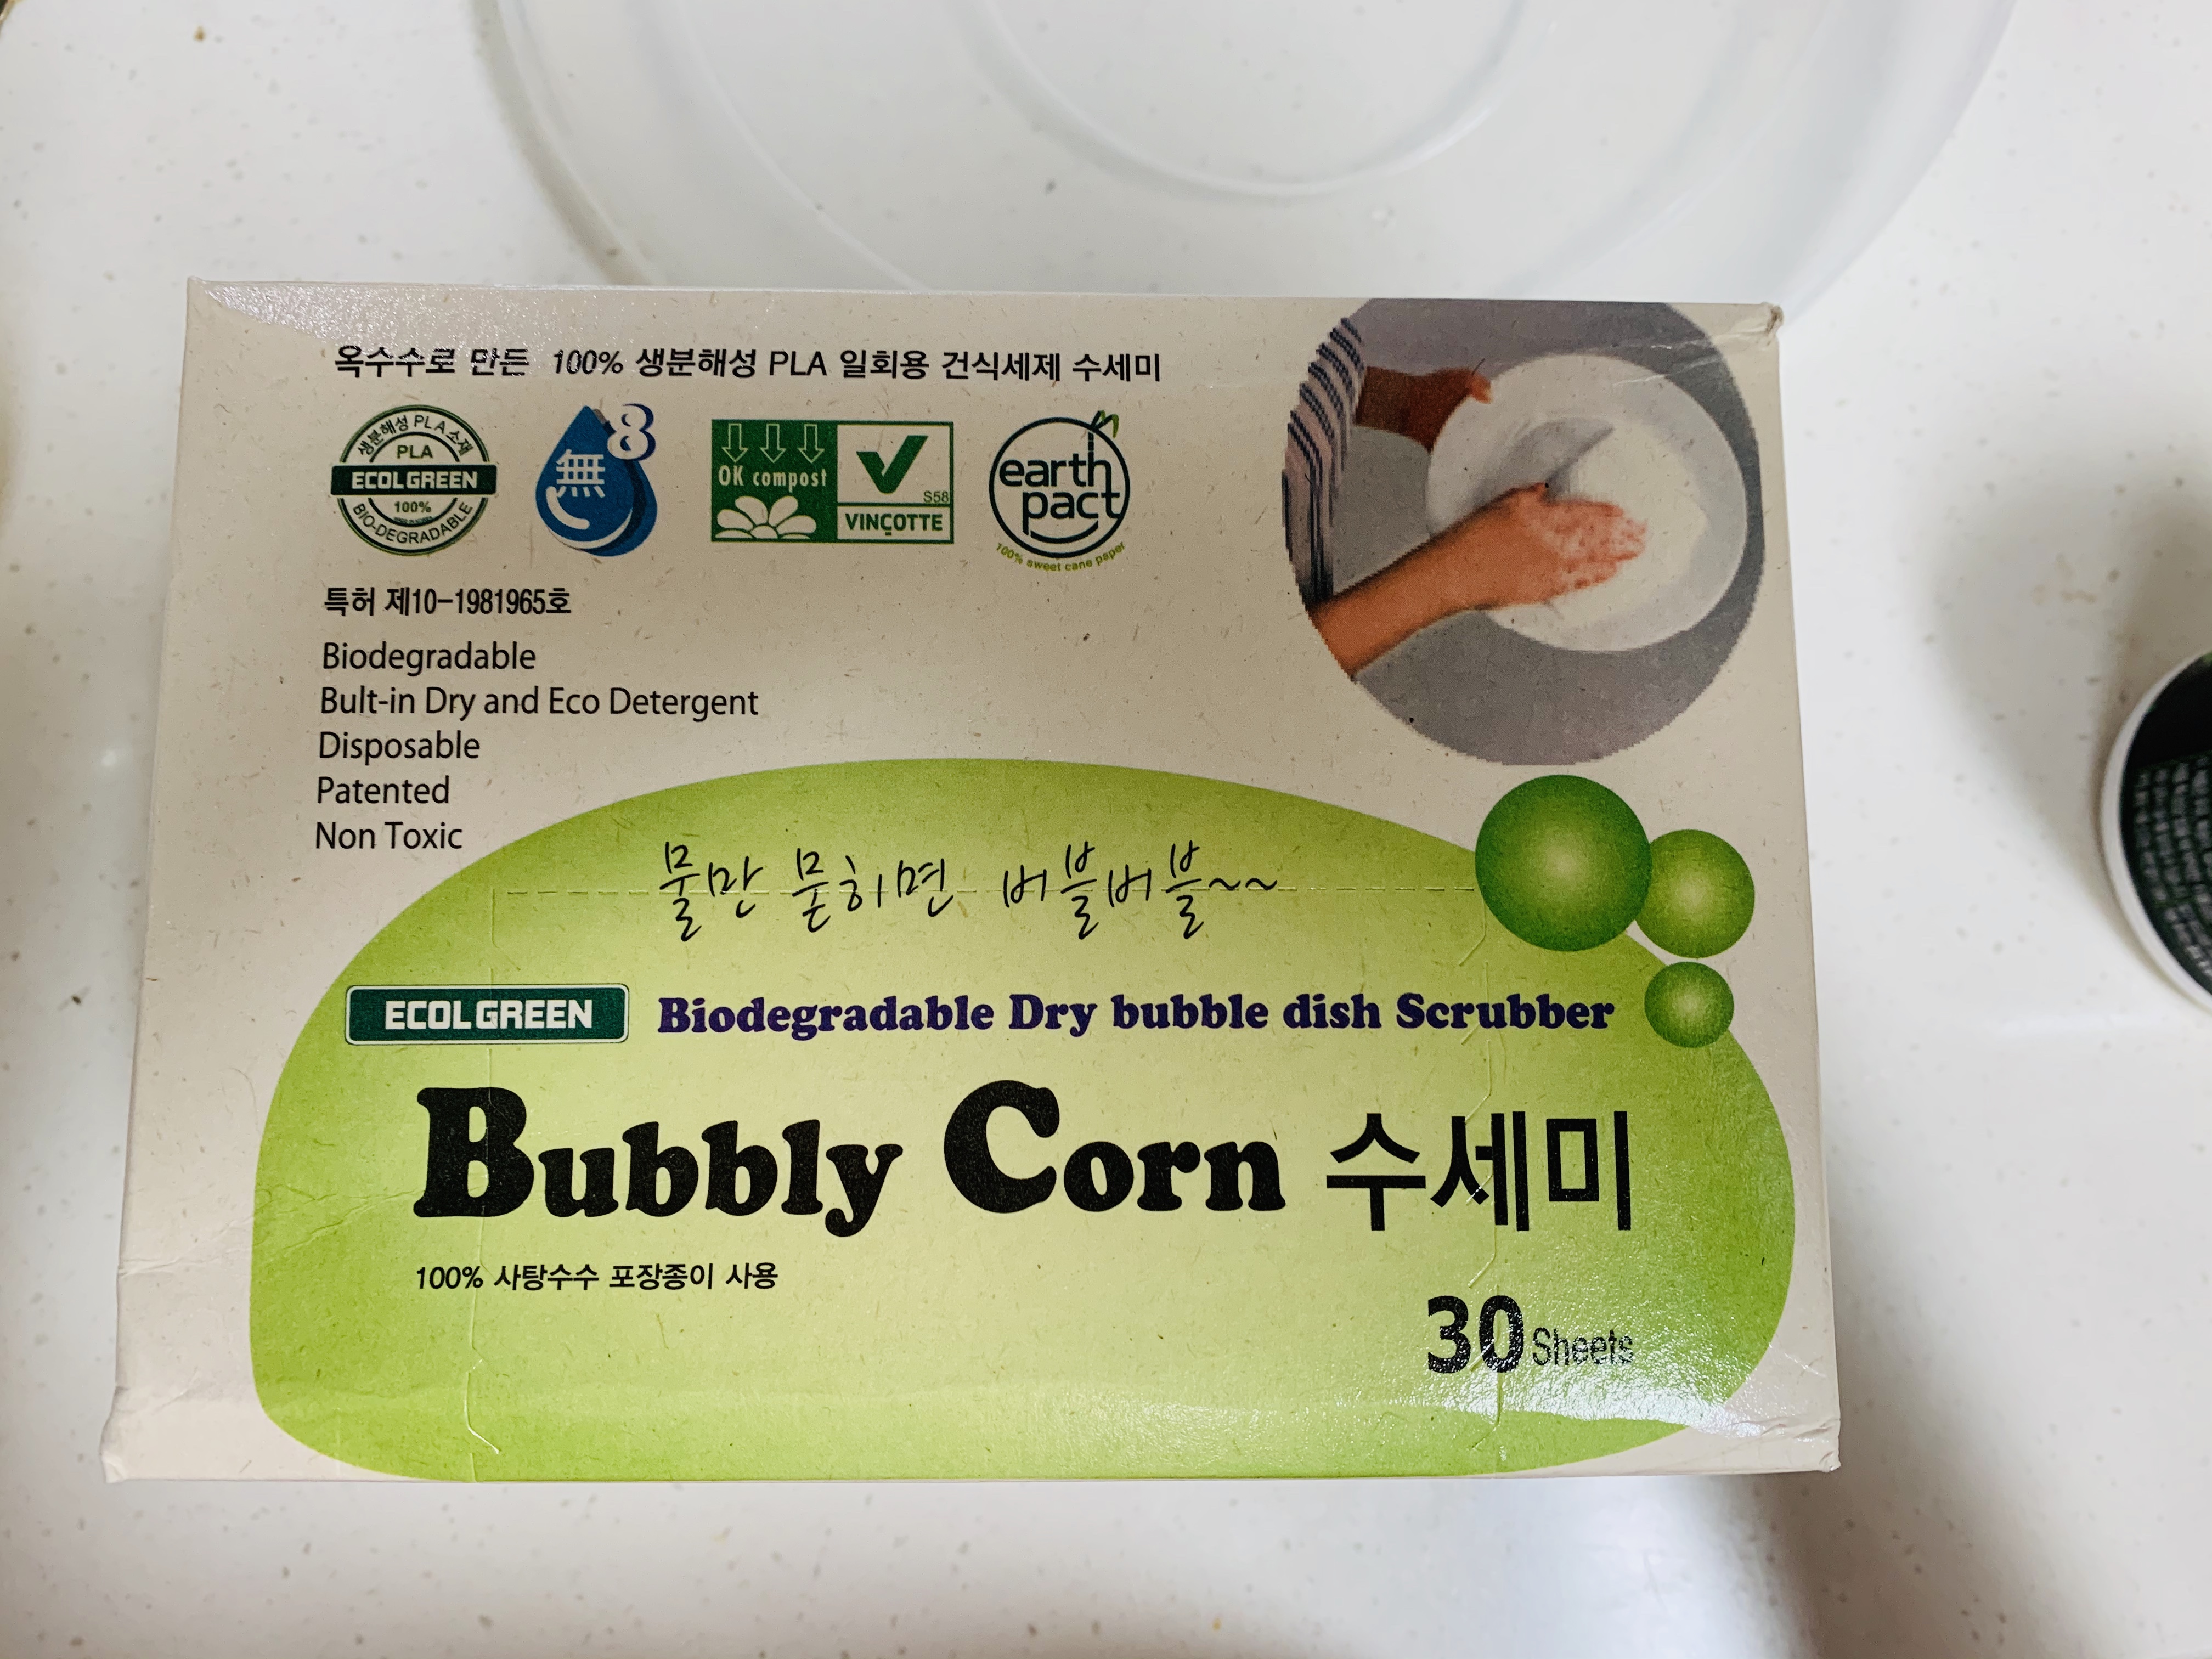 옥수수로 만든 100% 생분해성 PLA 일회용 건식세제 수세미
생분해성 PLA 소재
PLA
ECOL GREEN
100%
BIO-DEGRADABLE
無
8
OK compost
S58
VINÇOTTE
earth
pact
100% sweet cane paper
특허 제10-1981965호
Biodegradable
Bult-in Dry and Eco Detergent
Disposable
Patented
Non Toxic
물만 묻히면 버블버블~~
ECOL GREEN
Biodegradable Dry bubble dish Scrubber
Bubbly Corn 수세미
100% 사탕수수 포장종이 사용
30 Sheets